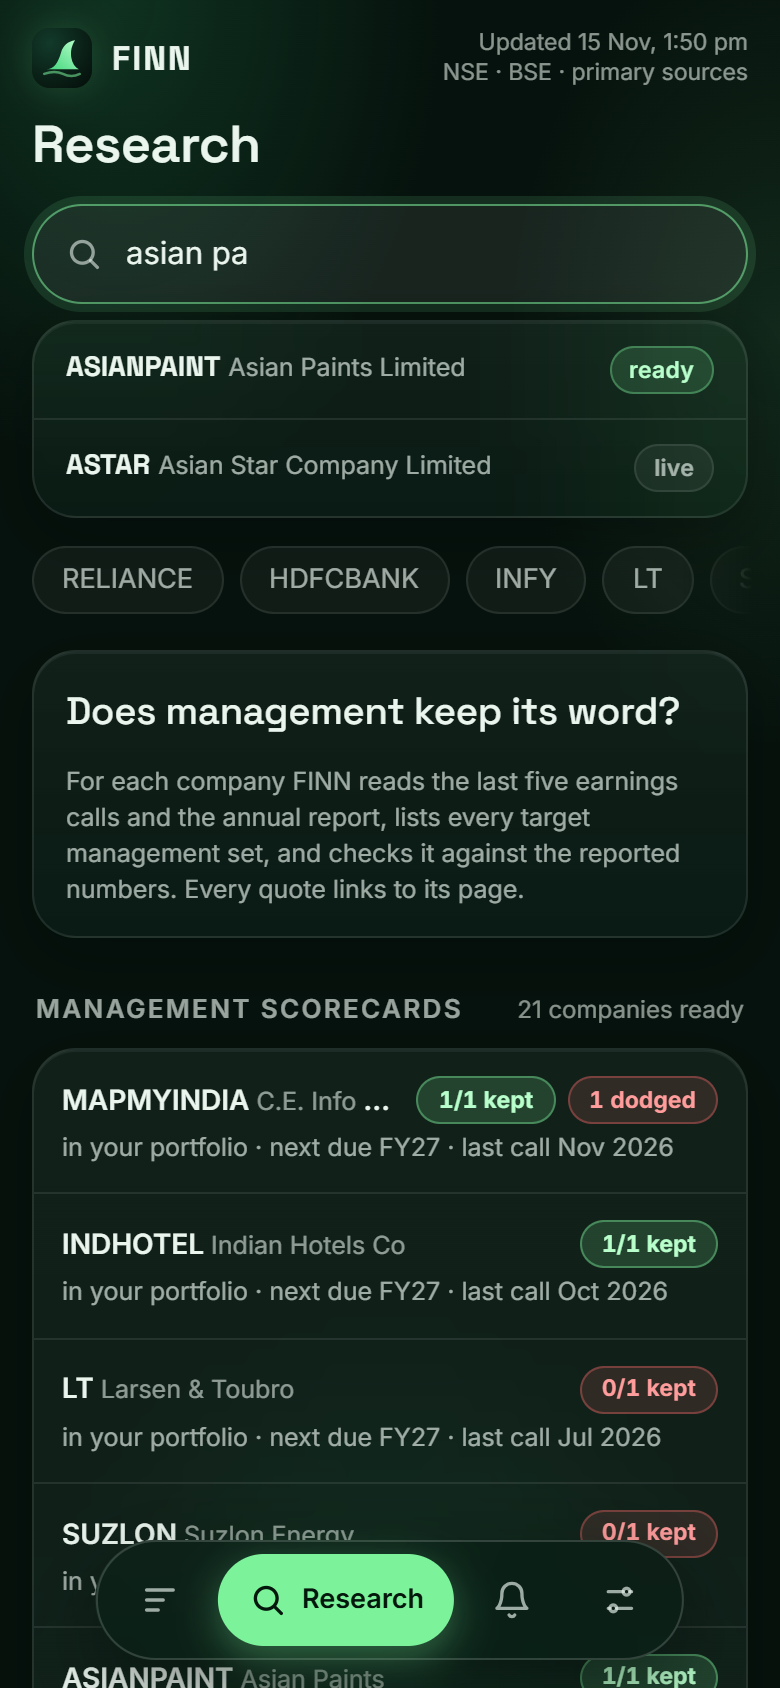 FINN
Updated 15 Nov, 1:50 pm
NSE · BSE · primary sources
Research
asian pa
ASIANPAINT Asian Paints Limited ready
ASTAR Asian Star Company Limited live
RELIANCE HDFCBANK INFY LT S
Does management keep its word?
For each company FINN reads the last five earnings
calls and the annual report, lists every target
management set, and checks it against the reported
numbers. Every quote links to its page.
MANAGEMENT SCORECARDS 21 companies ready
MAPMYINDIA C.E. Info ... 1/1 kept 1 dodged
in your portfolio · next due FY27 · last call Nov 2026
INDHOTEL Indian Hotels Co 1/1 kept
in your portfolio · next due FY27 · last call Oct 2026
LT Larsen & Toubro 0/1 kept
in your portfolio · next due FY27 · last call Jul 2026
SUZLON Suzlon Energy 0/1 kept
in
Research
ASIANPAINT Asian Paints 1/1 kept